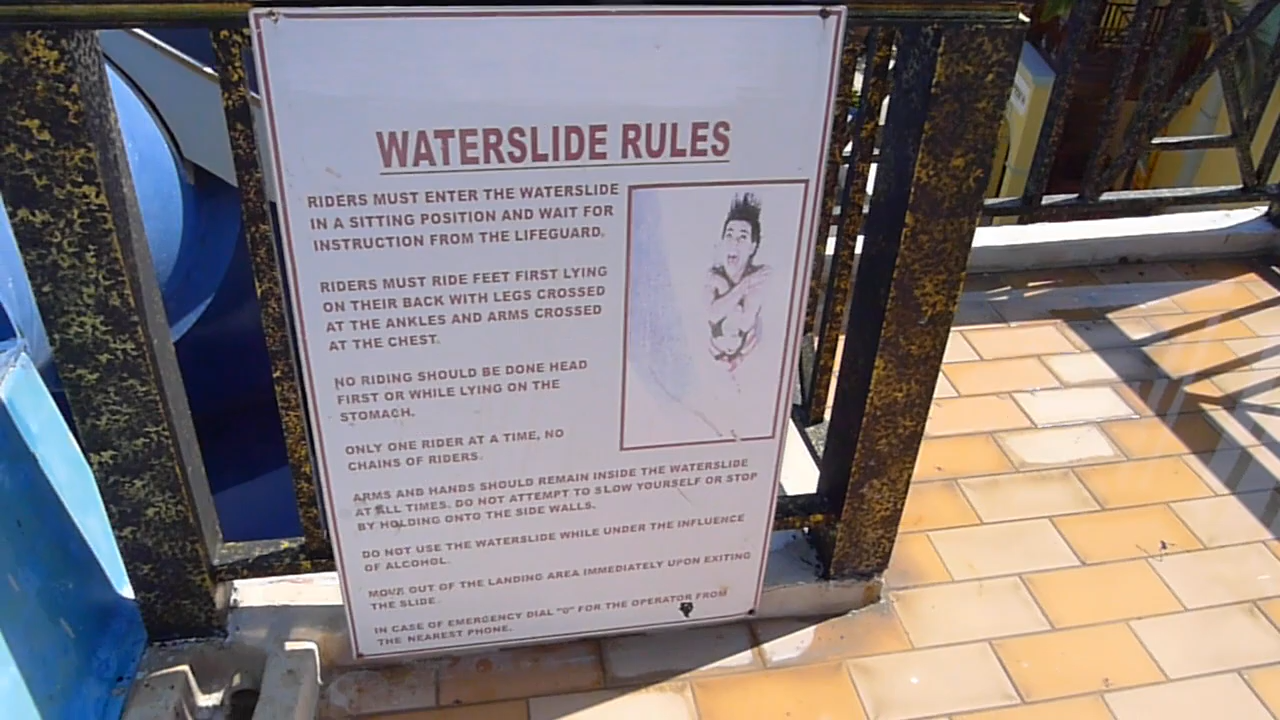 WATERSLIDE RULES
RIDERS MUST ENTER THE WATERSLIDE
IN A SITTING POSITION AND WAIT FOR
INSTRUCTION FROM THE LIFEGUARD.
RIDERS MUST RIDE FEET FIRST LYING
ON THEIR BACK WITH LEGS CROSSED
AT THE ANKLES AND ARMS CROSSED
AT THE CHEST.
NO RIDING SHOULD BE DONE HEAD
FIRST OR WHILE LYING ON THE
STOMACH.
ONLY ONE RIDER AT A TIME, NO
CHAINS OF RIDERS.
ARMS AND HANDS SHOULD REMAIN INSIDE THE WATERSLIDE
AT ALL TIMES. DO NOT ATTEMPT TO SLOW YOURSELF OR STOP
BY HOLDING ONTO THE SIDE WALLS.
DO NOT USE THE WATERSLIDE WHILE UNDER THE INFLUENCE
OF ALCOHOL.
MOVE OUT OF THE LANDING AREA IMMEDIATELY UPON EXITING
THE SLIDE.
IN CASE OF EMERGENCY DIAL "0" FOR THE OPERATOR FROM
THE NEAREST PHONE.